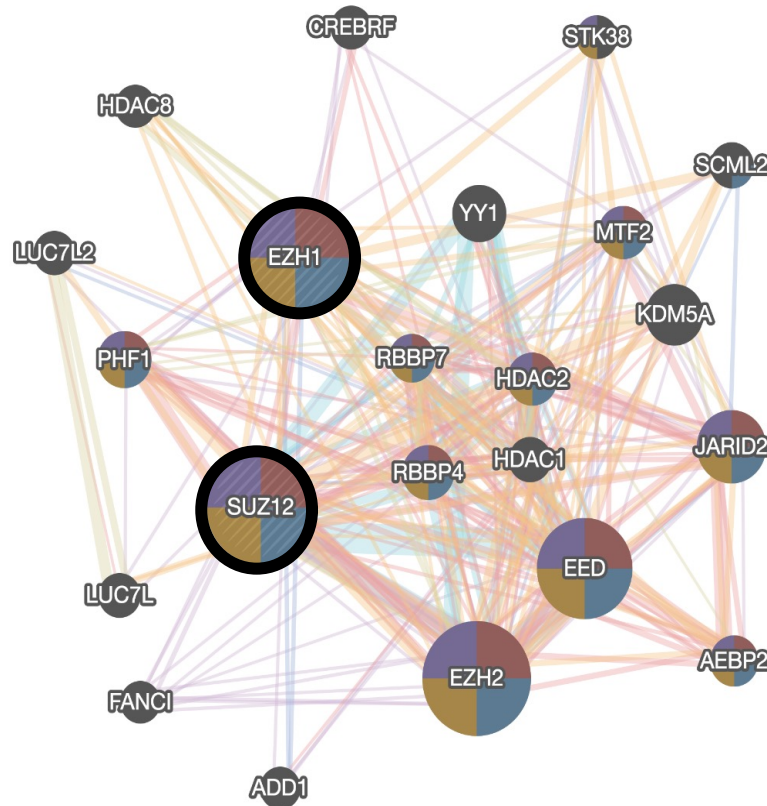 CREBRF
STK38
HDAC8
SCML2
YY1
MTF2
EZH1
LUC7L2
KDM5A
PHF1
RBBP7
HDAC2
JARID2
HDAC1
RBBP4
SUZ12
EED
LUC7L
AEBP2
EZH2
FANCI
ADD1